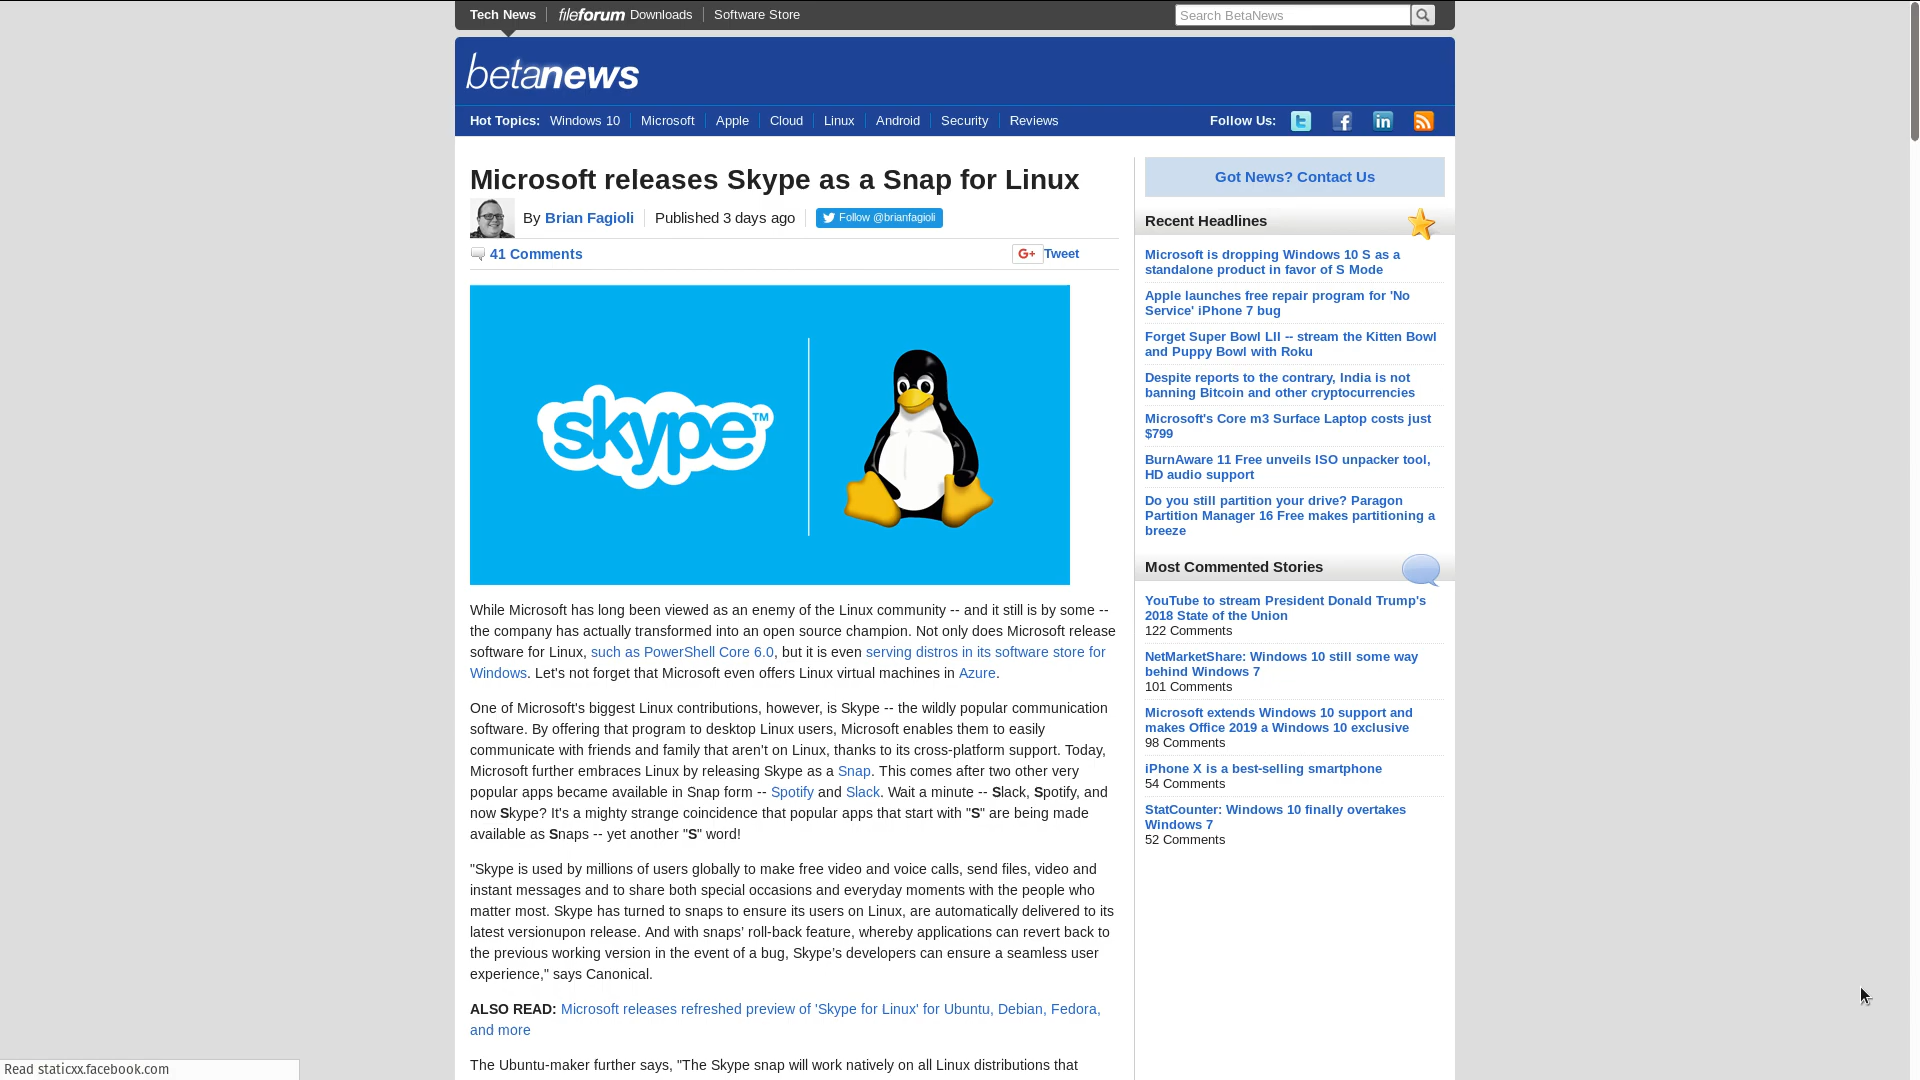 Tech News
fileforum Downloads
Software Store
Search BetaNews
betanews
Hot Topics: Windows 10 Microsoft Apple Cloud Linux Android Security Reviews
Follow Us:
Microsoft releases Skype as a Snap for Linux
By Brian Fagioli
Published 3 days ago
Follow @brianfagioli
41 Comments
G+ Tweet
skype™
While Microsoft has long been viewed as an enemy of the Linux community -- and it still is by some --
the company has actually transformed into an open source champion. Not only does Microsoft release
software for Linux, such as PowerShell Core 6.0, but it is even serving distros in its software store for
Windows. Let's not forget that Microsoft even offers Linux virtual machines in Azure.
One of Microsoft's biggest Linux contributions, however, is Skype -- the wildly popular communication
software. By offering that program to desktop Linux users, Microsoft enables them to easily
communicate with friends and family that aren't on Linux, thanks to its cross-platform support. Today,
Microsoft further embraces Linux by releasing Skype as a Snap. This comes after two other very
popular apps became available in Snap form -- Spotify and Slack. Wait a minute -- Slack, Spotify, and
now Skype? It's a mighty strange coincidence that popular apps that start with "S" are being made
available as Snaps -- yet another "S" word!
"Skype is used by millions of users globally to make free video and voice calls, send files, video and
instant messages and to share both special occasions and everyday moments with the people who
matter most. Skype has turned to snaps to ensure its users on Linux, are automatically delivered to its
latest versionupon release. And with snaps’ roll-back feature, whereby applications can revert back to
the previous working version in the event of a bug, Skype’s developers can ensure a seamless user
experience," says Canonical.
ALSO READ: Microsoft releases refreshed preview of 'Skype for Linux' for Ubuntu, Debian, Fedora,
and more
The Ubuntu-maker further says, "The Skype snap will work natively on all Linux distributions that
Got News? Contact Us
Recent Headlines
Microsoft is dropping Windows 10 S as a
standalone product in favor of S Mode
Apple launches free repair program for 'No
Service' iPhone 7 bug
Forget Super Bowl LII -- stream the Kitten Bowl
and Puppy Bowl with Roku
Despite reports to the contrary, India is not
banning Bitcoin and other cryptocurrencies
Microsoft's Core m3 Surface Laptop costs just
$799
BurnAware 11 Free unveils ISO unpacker tool,
HD audio support
Do you still partition your drive? Paragon
Partition Manager 16 Free makes partitioning a
breeze
Most Commented Stories
YouTube to stream President Donald Trump's
2018 State of the Union
122 Comments
NetMarketShare: Windows 10 still some way
behind Windows 7
101 Comments
Microsoft extends Windows 10 support and
makes Office 2019 a Windows 10 exclusive
98 Comments
iPhone X is a best-selling smartphone
54 Comments
StatCounter: Windows 10 finally overtakes
Windows 7
52 Comments
Read staticxx.facebook.com